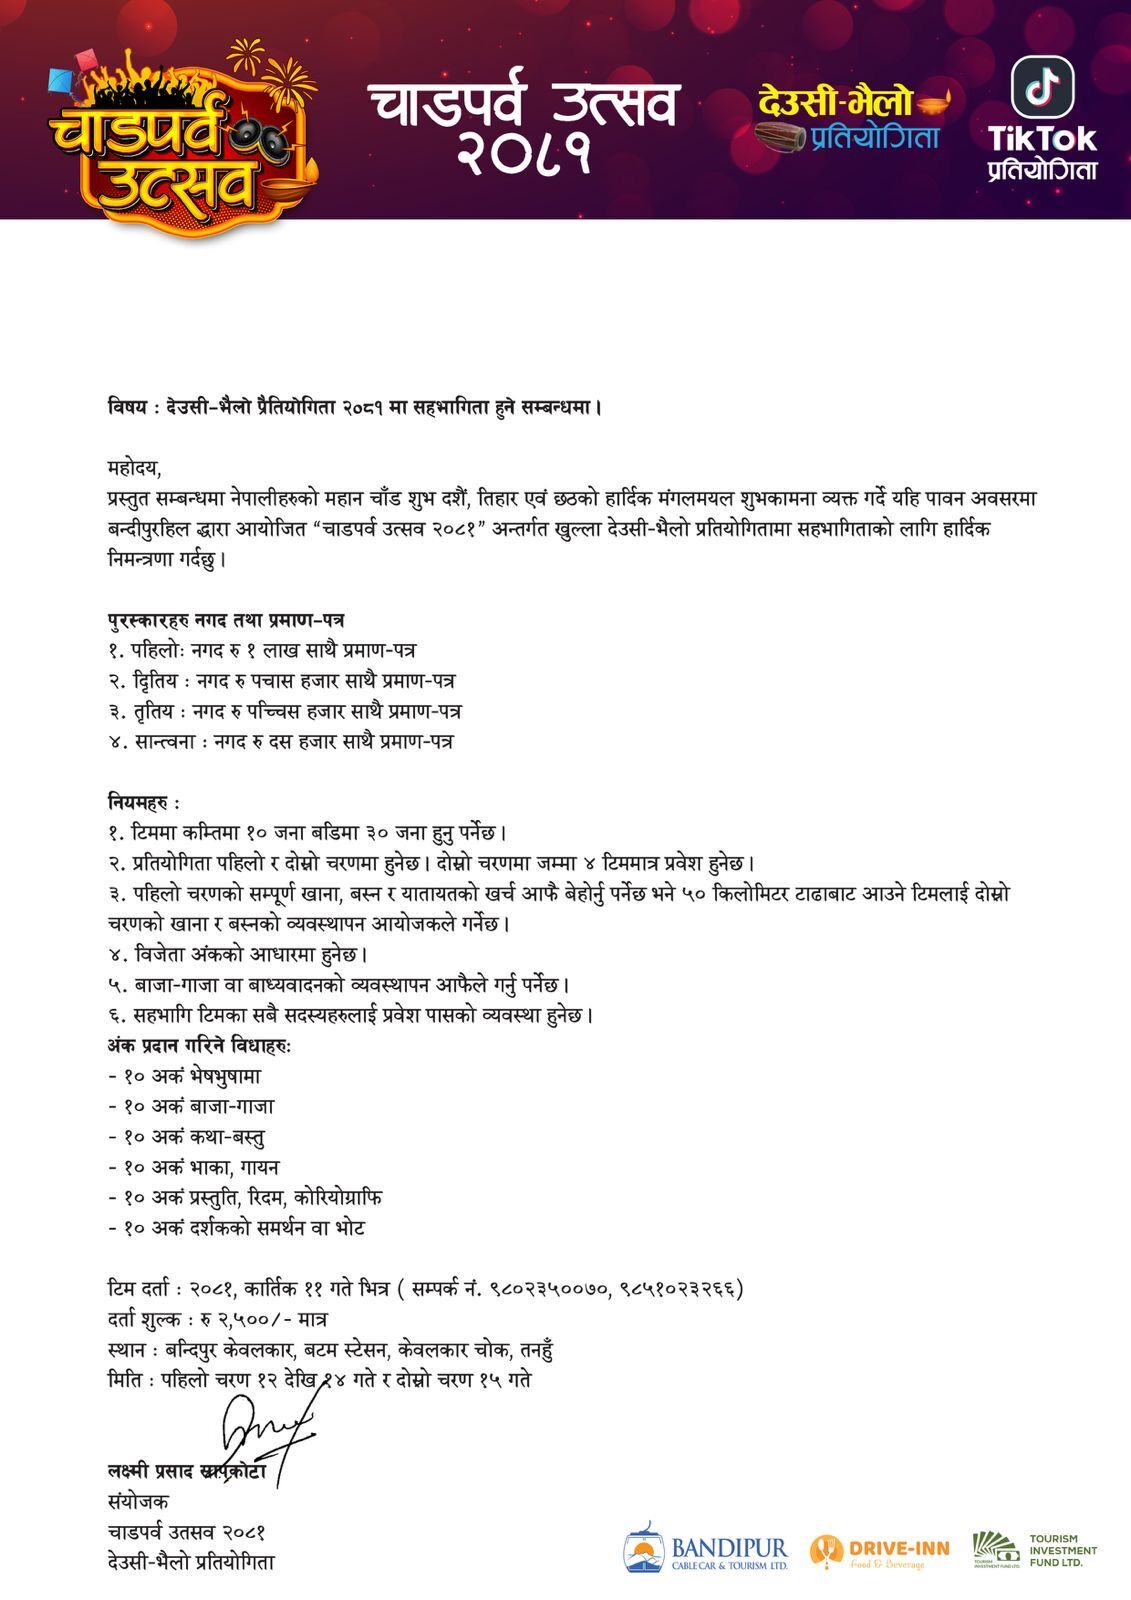 चाडपर्व
उत्सव
चाडपर्व उत्सव
२०८१
देउसी-भैलो
प्रतियोगिता
TikTok
प्रतियोगिता
विषय : देउसी-भैलो प्रैतियोगिता २०८१ मा सहभागिता हुने सम्बन्धमा।
महोदय,
प्रस्तुत सम्बन्धमा नेपालीहरुको महान चाँड शुभ दशैं, तिहार एवं छठको हार्दिक मंगलमयल शुभकामना व्यक्त गर्दे यहि पावन अवसरमा
बन्दीपुरहिल द्धारा आयोजित “चाडपर्व उत्सव २०८१” अन्तर्गत खुल्ला देउसी-भैलो प्रतियोगितामा सहभागिताको लागि हार्दिक
निमन्त्रणा गर्दछु।
पुरस्कारहरु नगद तथा प्रमाण-पत्र
१. पहिलोः नगद रु १ लाख साथै प्रमाण-पत्र
२. द्दितिय : नगद रु पचास हजार साथै प्रमाण-पत्र
३. तृतिय : नगद रु पच्चिस हजार साथै प्रमाण-पत्र
४. सान्त्वना : नगद रु दस हजार साथै प्रमाण-पत्र
नियमहरु :
१. टिममा कम्तिमा १० जना बडिमा ३० जना हुनु पर्नेछ।
२. प्रतियोगिता पहिलो र दोस्रो चरणमा हुनेछ। दोस्रो चरणमा जम्मा ४ टिममात्र प्रवेश हुनेछ।
३. पहिलो चरणको सम्पूर्ण खाना, बस्न र यातायतको खर्च आफै बेहोर्नु पर्नेछ भने ५० किलोमिटर टाढाबाट आउने टिमलाई दोस्रो
चरणको खाना र बस्नको व्यवस्थापन आयोजकले गर्नेछ।
४. विजेता अंकको आधारमा हुनेछ।
५. बाजा-गाजा वा बाध्यवादनको व्यवस्थापन आफैले गर्नु पर्नेछ।
६. सहभागि टिमका सबै सदस्यहरुलाई प्रवेश पासको व्यवस्था हुनेछ।
अंक प्रदान गरिने विधाहरुः
- १० अकं भेषभुषामा
- १० अकं बाजा-गाजा
- १० अकं कथा-बस्तु
- १० अकं भाका, गायन
- १० अकं प्रस्तुति, रिदम, कोरियोग्राफि
- १० अकं दर्शकको समर्थन वा भोट
टिम दर्ता : २०८१, कार्तिक ११ गते भित्र ( सम्पर्क नं. ९८०२३५००७०, ९८५१०२३२६६)
दर्ता शुल्क : रु २,५००/- मात्र
स्थान : बन्दिपुर केवलकार, बटम स्टेसन, केवलकार चोक, तनहुँ
मिति : पहिलो चरण १२ देखि १४ गते र दोस्रो चरण १५ गते
लक्ष्मी प्रसाद सापकोटा
संयोजक
चाडपर्व उतसव २०८१
देउसी-भैलो प्रतियोगिता
BANDIPUR
CABLE CAR & TOURISM LTD.
DRIVE-INN
Food & Beverage
TOURISM
INVESTMENT
FUND LTD.
TOURISM
INVESTMENT FUND LTD.